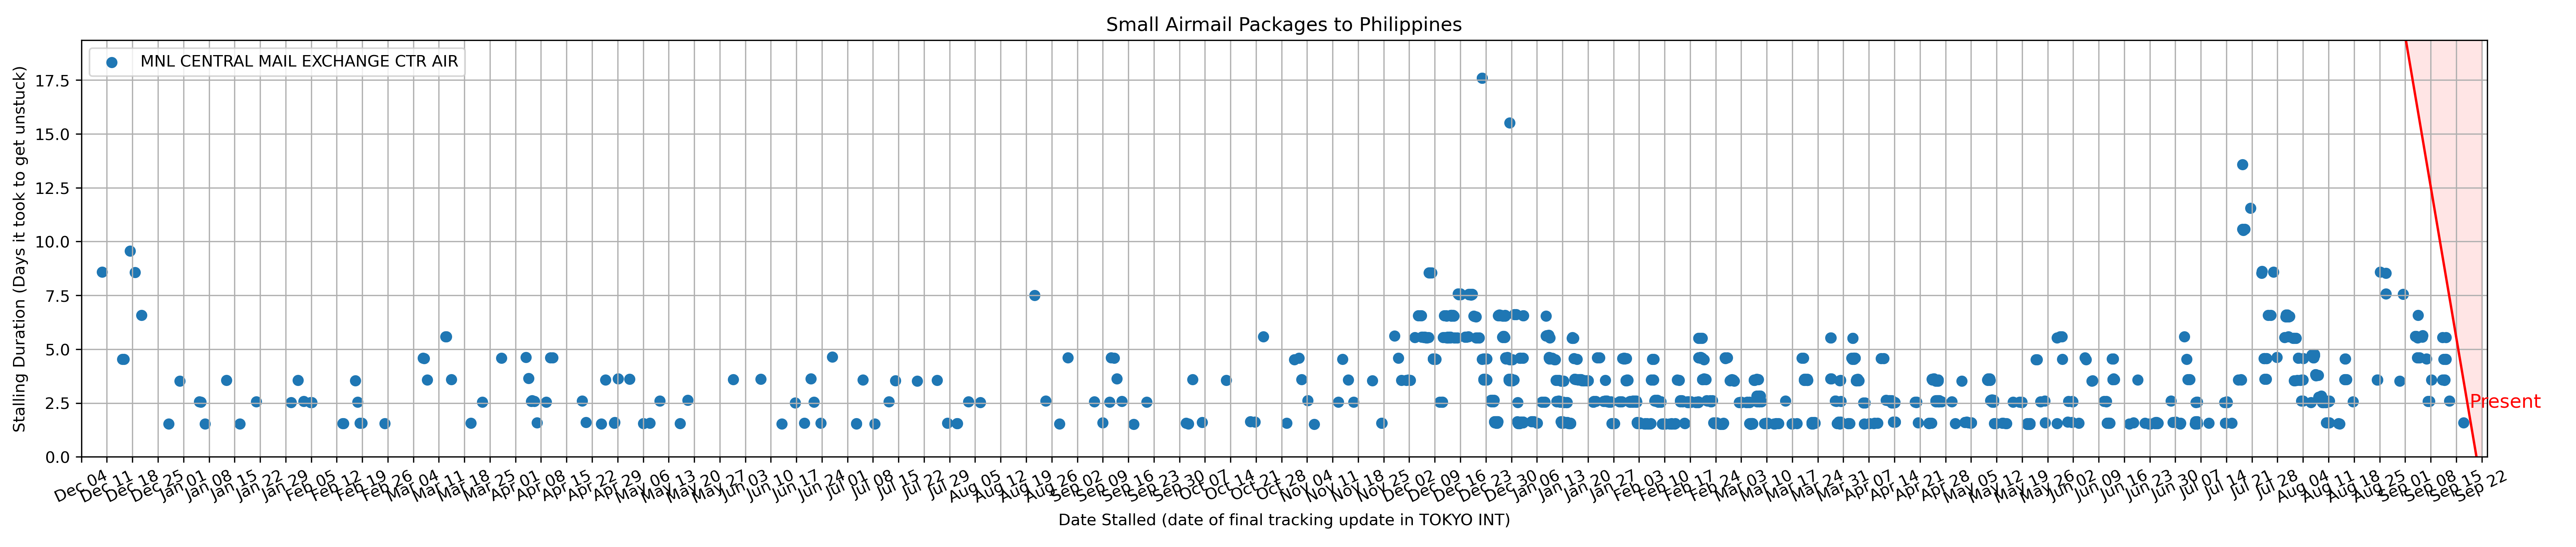 Small Airmail Packages to Philippines
MNL CENTRAL MAIL EXCHANGE CTR AIR
Stalling Duration (Days it took to get unstuck)
17.5
15.0
12.5
10.0
7.5
5.0
2.5
0.0
Present
Dec 04
Dec 11
Dec 18
Dec 25
Jan 01
Jan 08
Jan 15
Jan 22
Jan 29
Feb 05
Feb 12
Feb 19
Feb 26
Mar 04
Mar 11
Mar 18
Mar 25
Apr 01
Apr 08
Apr 15
Apr 22
Apr 29
May 06
May 13
May 20
May 27
Jun 03
Jun 10
Jun 17
Jun 24
Jul 01
Jul 08
Jul 15
Jul 22
Jul 29
Aug 05
Aug 12
Aug 19
Aug 26
Sep 02
Sep 09
Sep 16
Sep 23
Sep 30
Oct 07
Oct 14
Oct 21
Oct 28
Nov 04
Nov 11
Nov 18
Nov 25
Dec 02
Dec 09
Dec 16
Dec 23
Dec 30
Jan 06
Jan 13
Jan 20
Jan 27
Feb 03
Feb 10
Feb 17
Feb 24
Mar 03
Mar 10
Mar 17
Mar 24
Mar 31
Apr 07
Apr 14
Apr 21
Apr 28
May 05
May 12
May 19
May 26
Jun 02
Jun 09
Jun 16
Jun 23
Jun 30
Jul 07
Jul 14
Jul 21
Jul 28
Aug 04
Aug 11
Aug 18
Aug 25
Sep 01
Sep 08
Sep 15
Sep 22
Date Stalled (date of final tracking update in TOKYO INT)